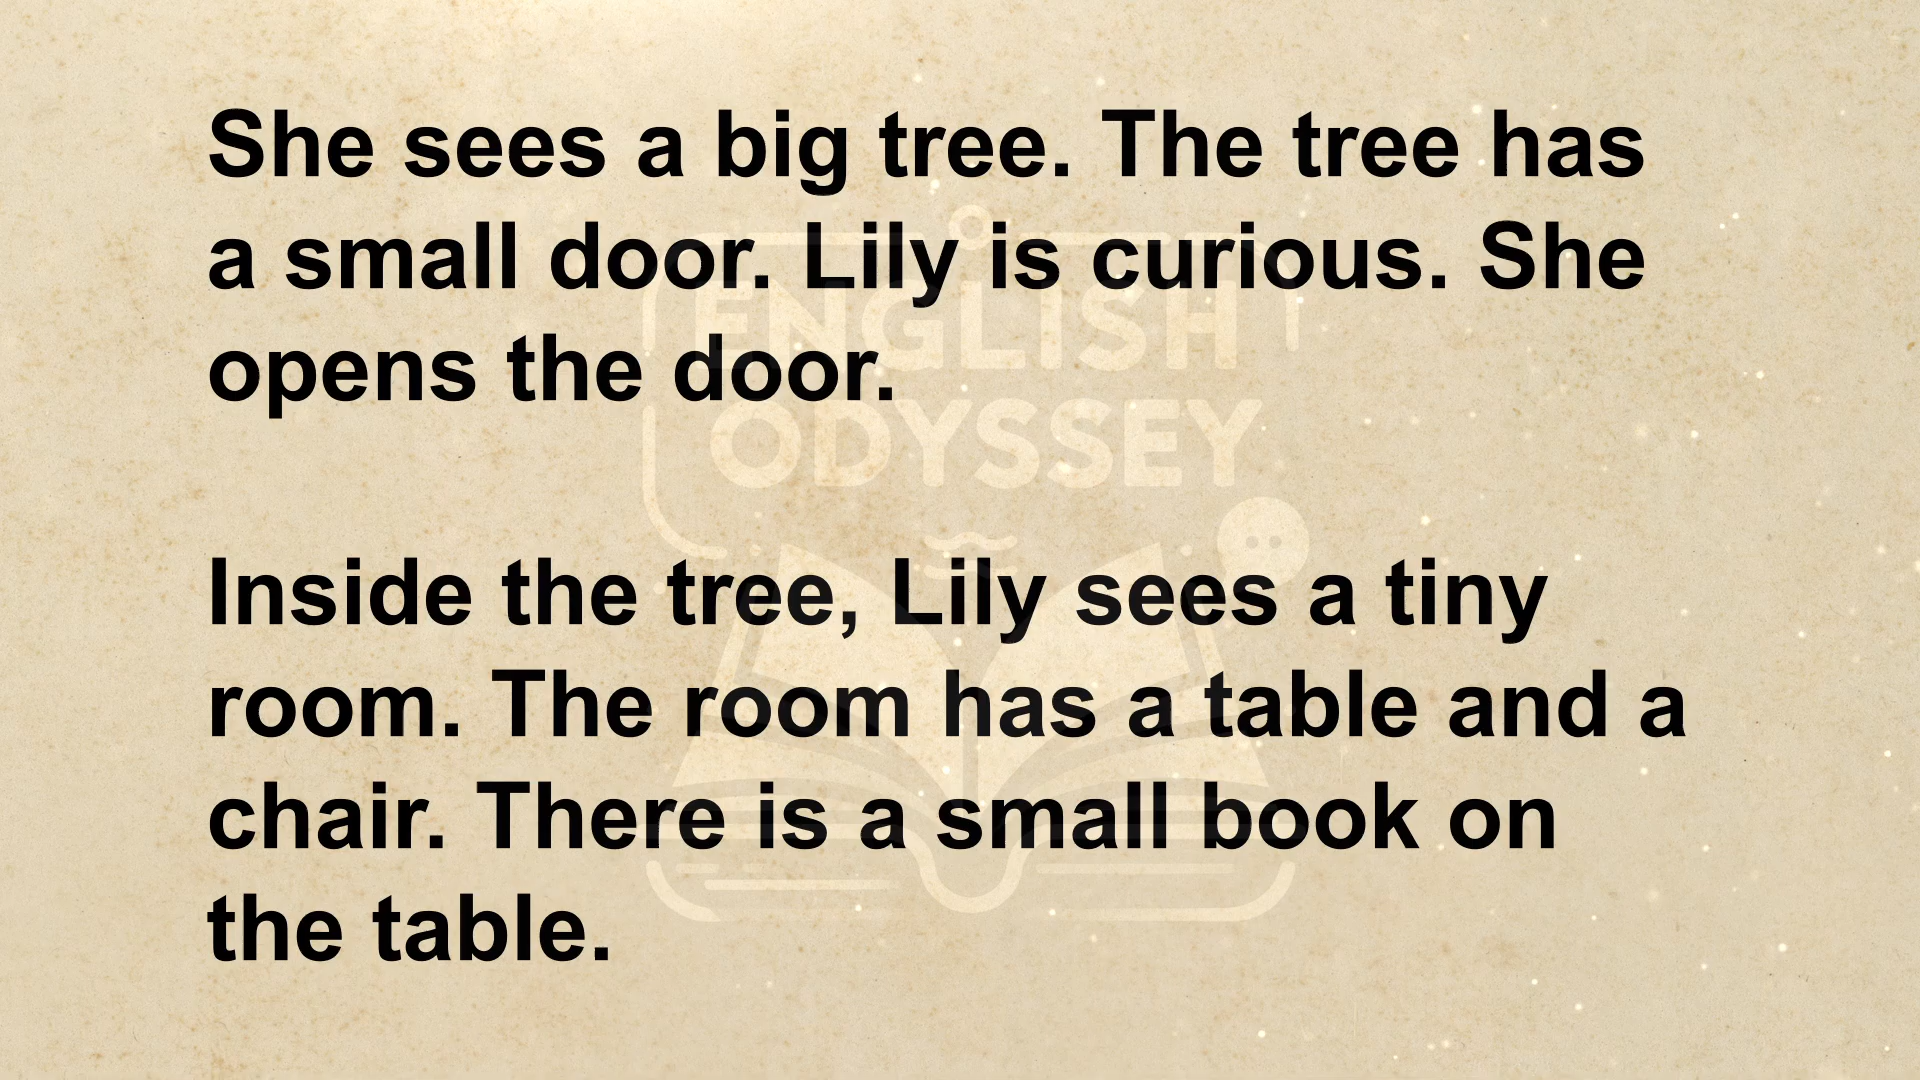 She sees a big tree. The tree has
a small door. Lily is curious. She
opens the door.
Inside the tree, Lily sees a tiny
room. The room has a table and a
chair. There is a small book on
the table.
ENGLISH
ODYSSEY